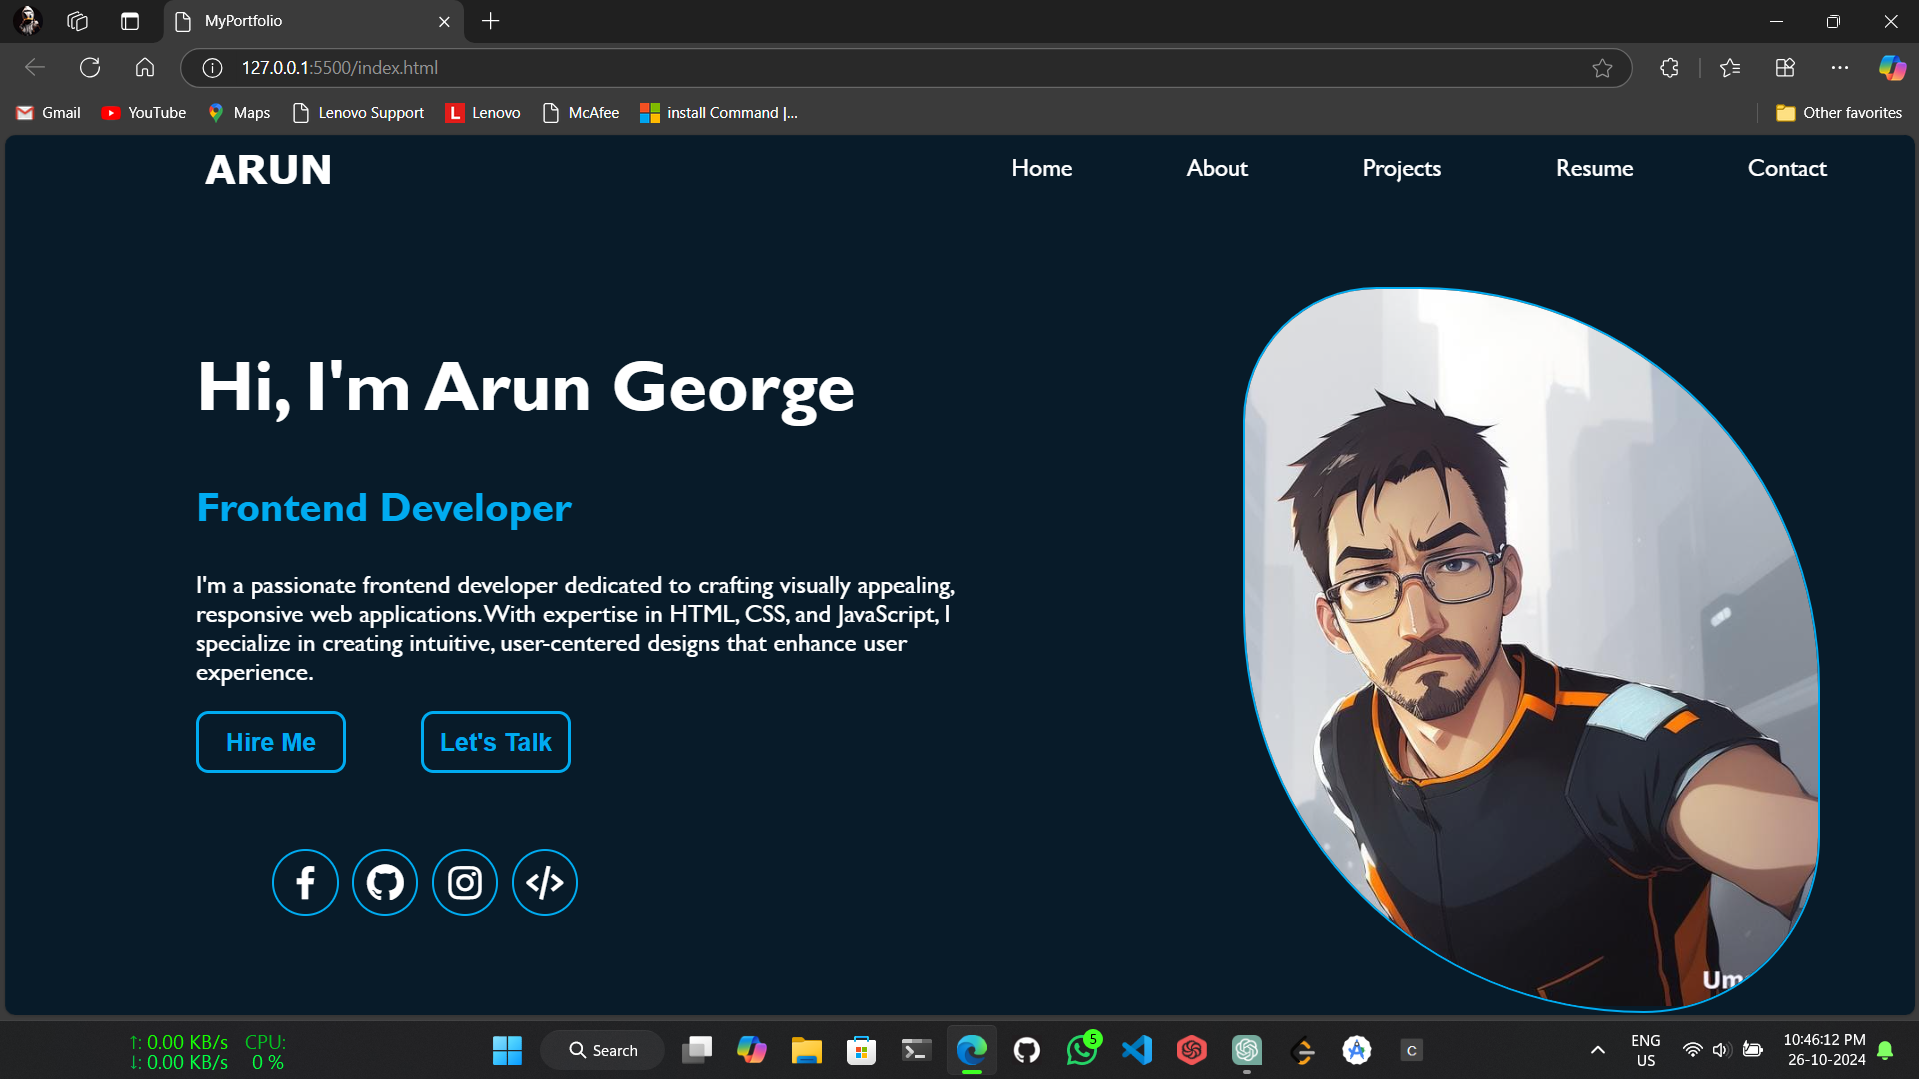 MyPortfolio
127.0.0.1:5500/index.html
Gmail
YouTube
Maps
Lenovo Support
L
Lenovo
McAfee
install Command |...
Other favorites
ARUN
Home
About
Projects
Resume
Contact
Hi, I'm Arun George
Frontend Developer
I'm a passionate frontend developer dedicated to crafting visually appealing,
responsive web applications. With expertise in HTML, CSS, and JavaScript, I
specialize in creating intuitive, user-centered designs that enhance user
experience.
Hire Me
Let's Talk
↑: 0.00 KB/s CPU:
↓: 0.00 KB/s 0 %
Search
5
A
C
ENG
US
10:46:12 PM
26-10-2024